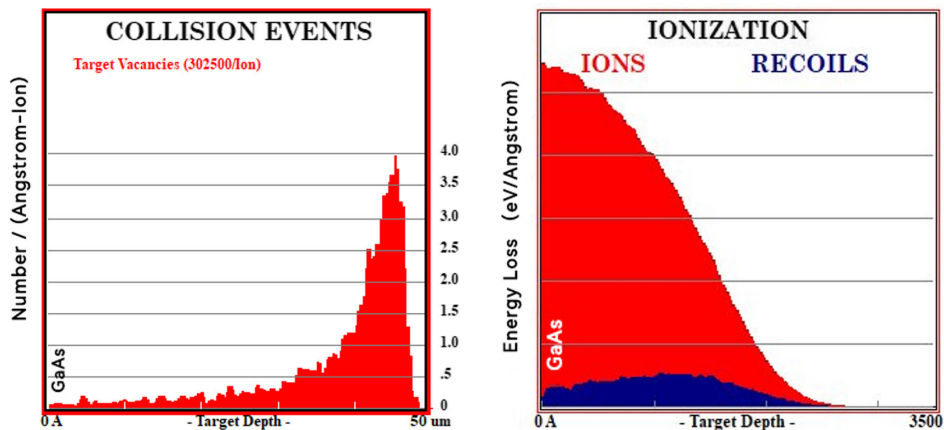 COLLISION EVENTS
Target Vacancies (302500/Ion)
Number / (Angstrom-Ion)
4.0
3.5
3.0
2.5
2.0
1.5
1.0
.5
0
GaAs
0 A
- Target Depth -
50 um
IONIZATION
IONS
RECOILS
Energy Loss (eV/Angstrom)
GaAs
0 A
- Target Depth -
3500